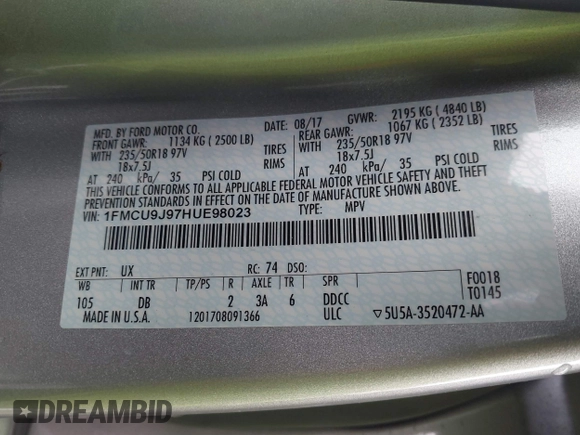 MFD. BY FORD MOTOR CO.
08/17
GVWR: 2195 KG ( 4840 LB)
FRONT GAWR: 1134 KG ( 2500 LB)
REAR GAWR: 1067 KG ( 2352 LB)
WITH 235/50R18 97V TIRES
WITH 235/50R18 97V TIRES
18x7.5J RIMS
18x7.5J RIMS
AT 240 kPa/ 35 PSI COLD
AT 240 kPa/ 35 PSI COLD
THIS VEHICLE CONFORMS TO ALL APPLICABLE FEDERAL MOTOR VEHICLE SAFETY AND THEFT
PREVENTION STANDARDS IN EFFECT ON THE DATE OF MANUFACTURE SHOWN ABOVE.
VIN: 1FMCU9J97HUE98023
TYPE: MPV
EXT PNT: UX RC: 74 DSO:
WB INT TR TP/PS R AXLE TR SPR
F0018
105 DB 2 3A 6 DDCC
T0145
MADE IN U.S.A. 1201708091366 ULC ▽5U5A-3520472-AA
DREAMBID